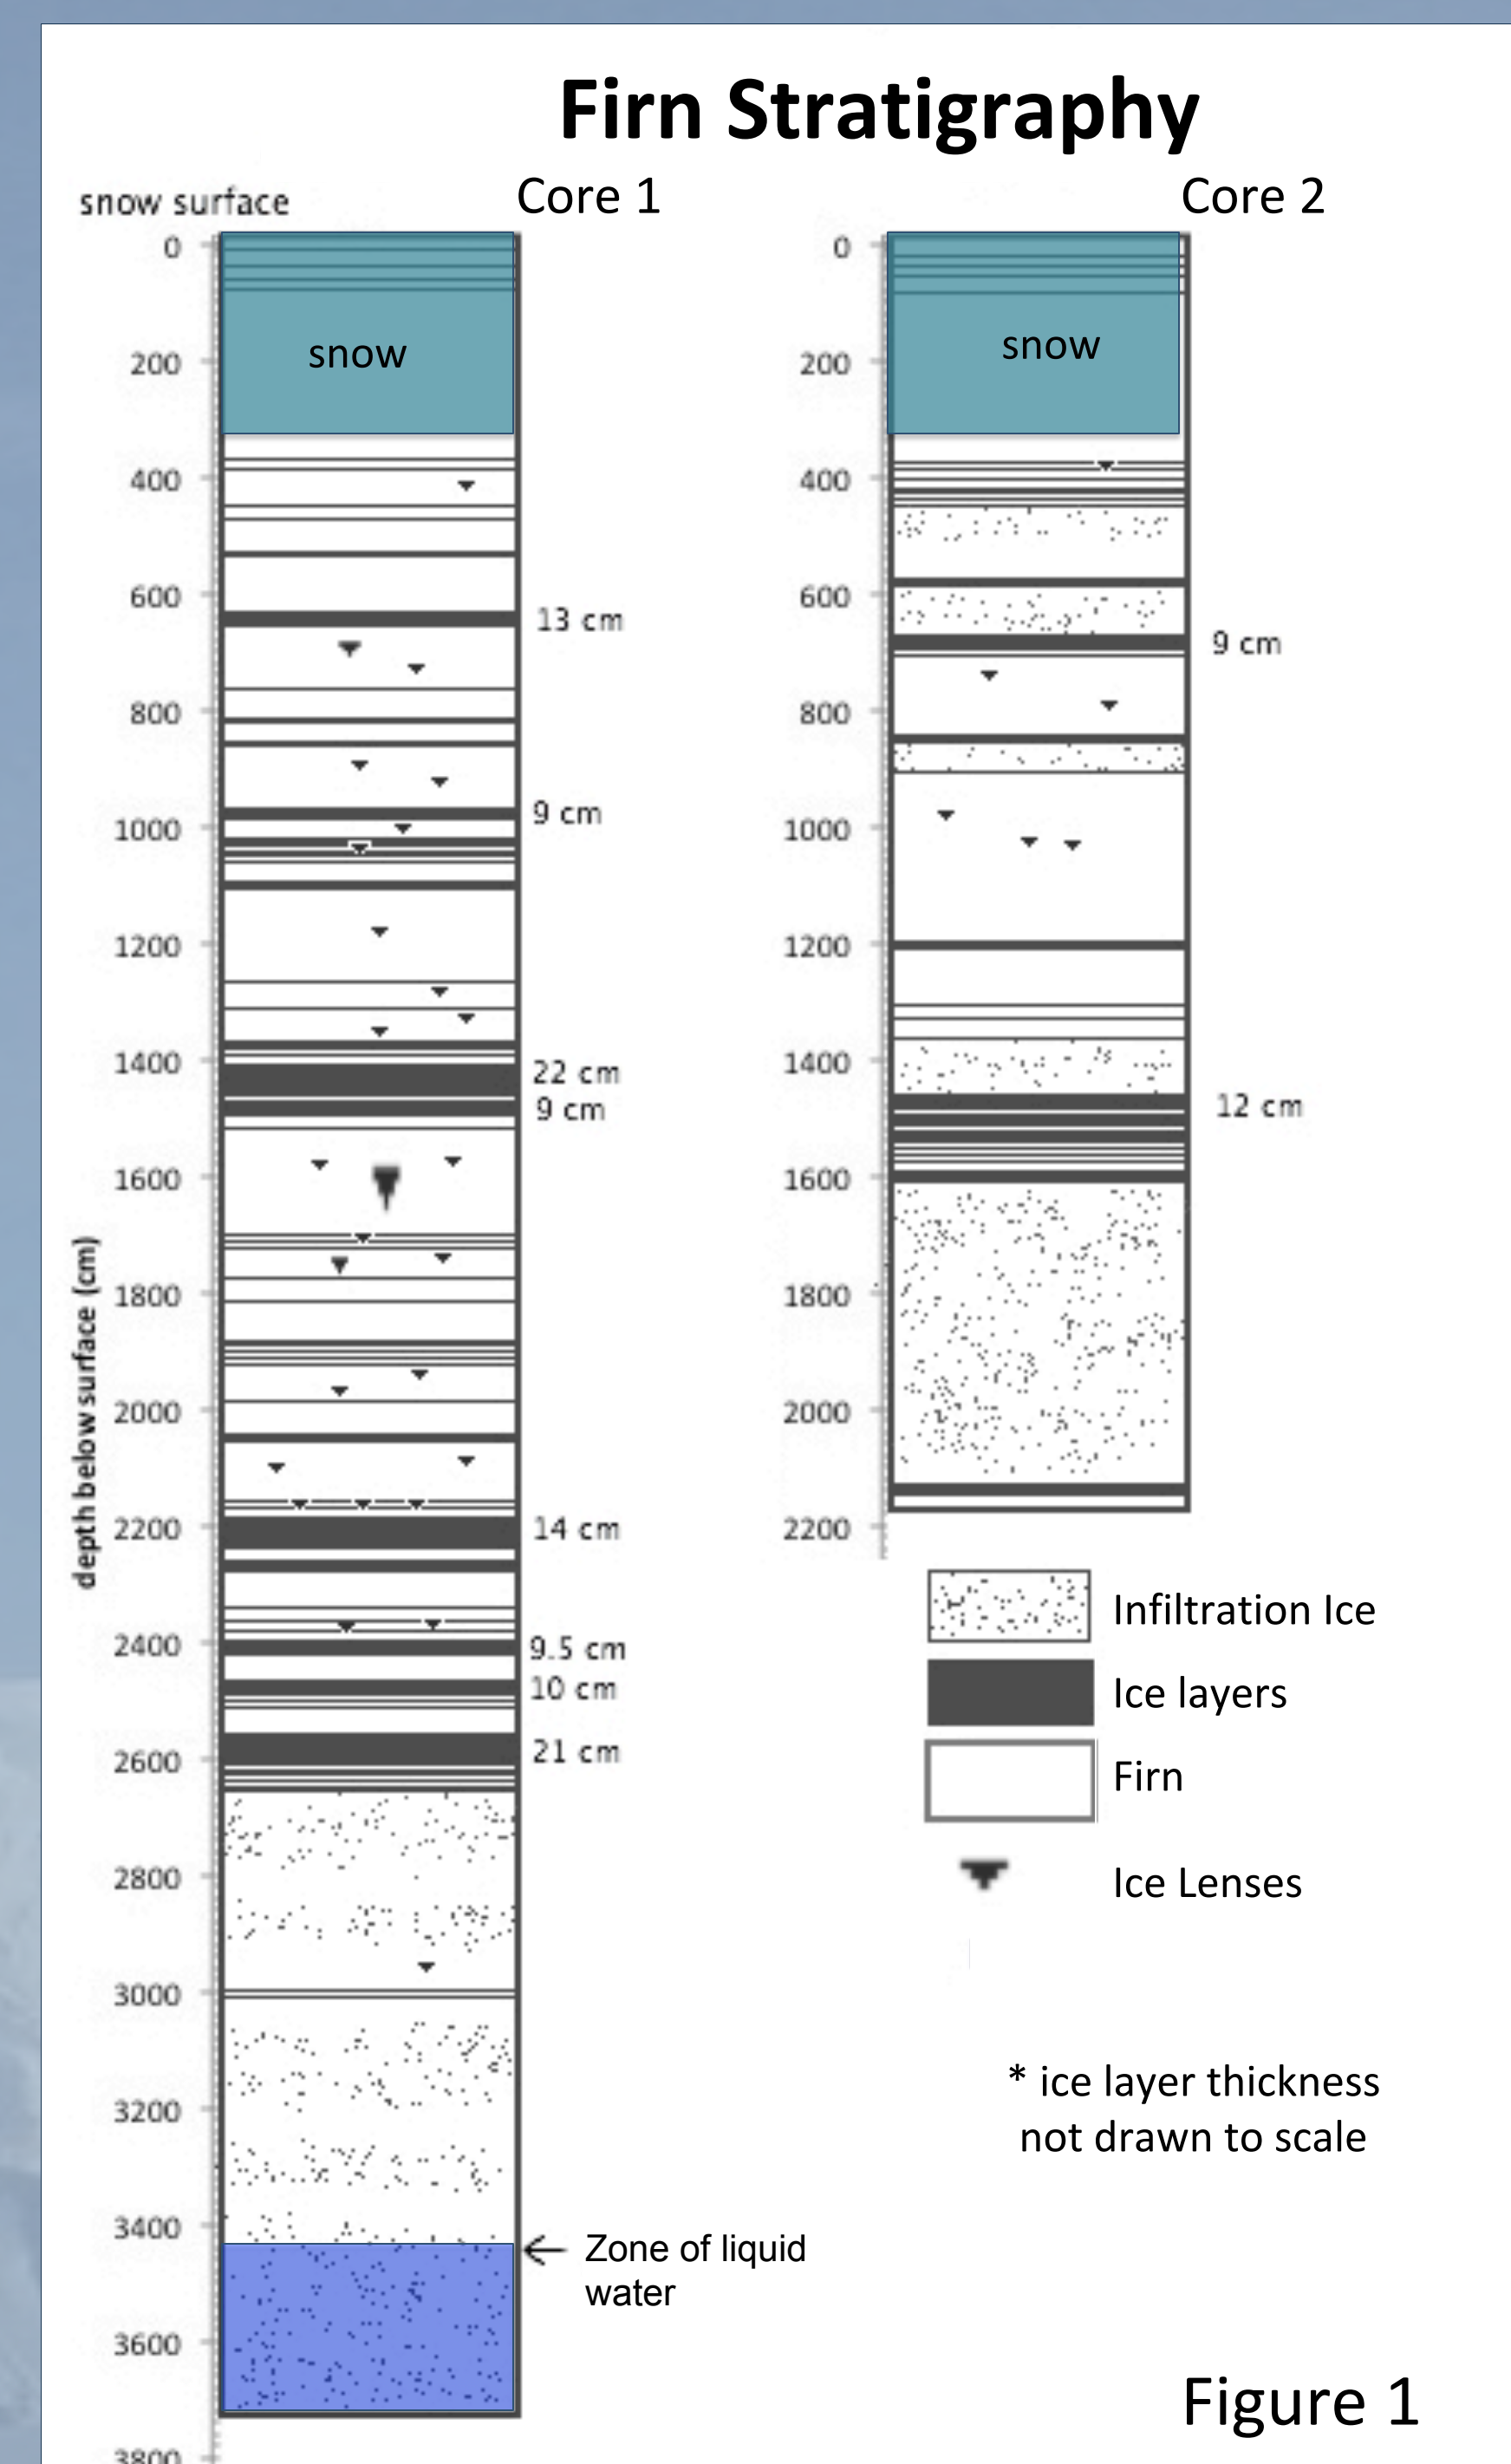 Firn Stratigraphy
snow surface
Core 1
Core 2
0
200
400
600
800
1000
1200
1400
1600
1800
2000
2200
2400
2600
2800
3000
3200
3400
3600
3800
depth below surface (cm)
snow
13 cm
9 cm
22 cm
9 cm
14 cm
9.5 cm
10 cm
21 cm
Zone of liquid
water
0
200
400
600
800
1000
1200
1400
1600
1800
2000
2200
snow
9 cm
12 cm
Infiltration Ice
Ice layers
Firn
Ice Lenses
* ice layer thickness
not drawn to scale
Figure 1